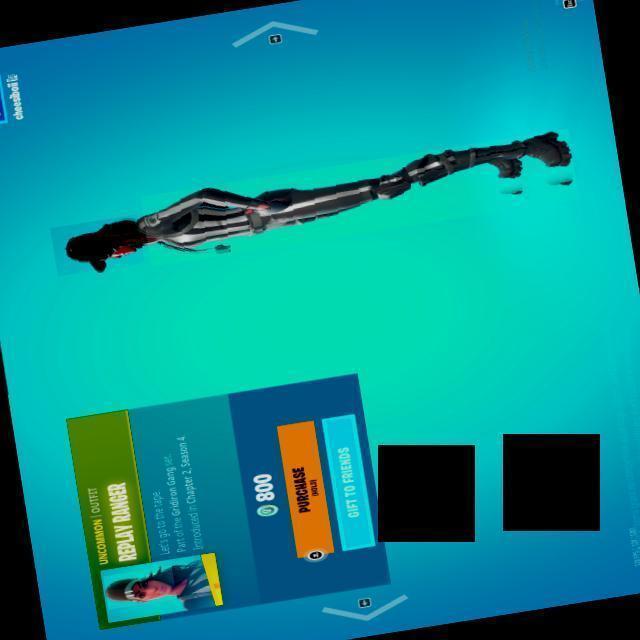 cheesiboii
UNCOMMON | OUTFIT
REPLAY RANGER
Let's go to the tape.
Part of the Gridiron Gang set.
Introduced in Chapter 2, Season 4.
800
PURCHASE
(HOLD)
GIFT TO FRIENDS